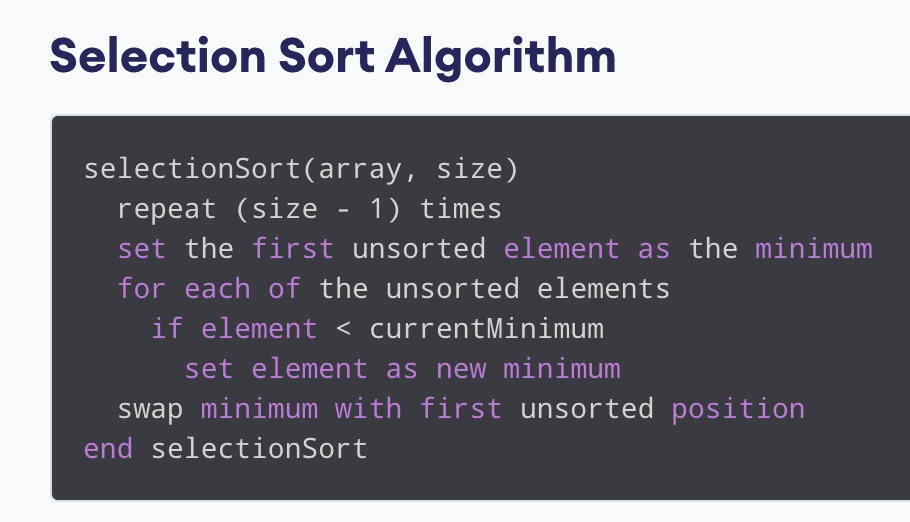 Selection Sort Algorithm
selectionSort(array, size)
  repeat (size - 1) times
  set the first unsorted element as the minimum
  for each of the unsorted elements
    if element < currentMinimum
      set element as new minimum
  swap minimum with first unsorted position
end selectionSort